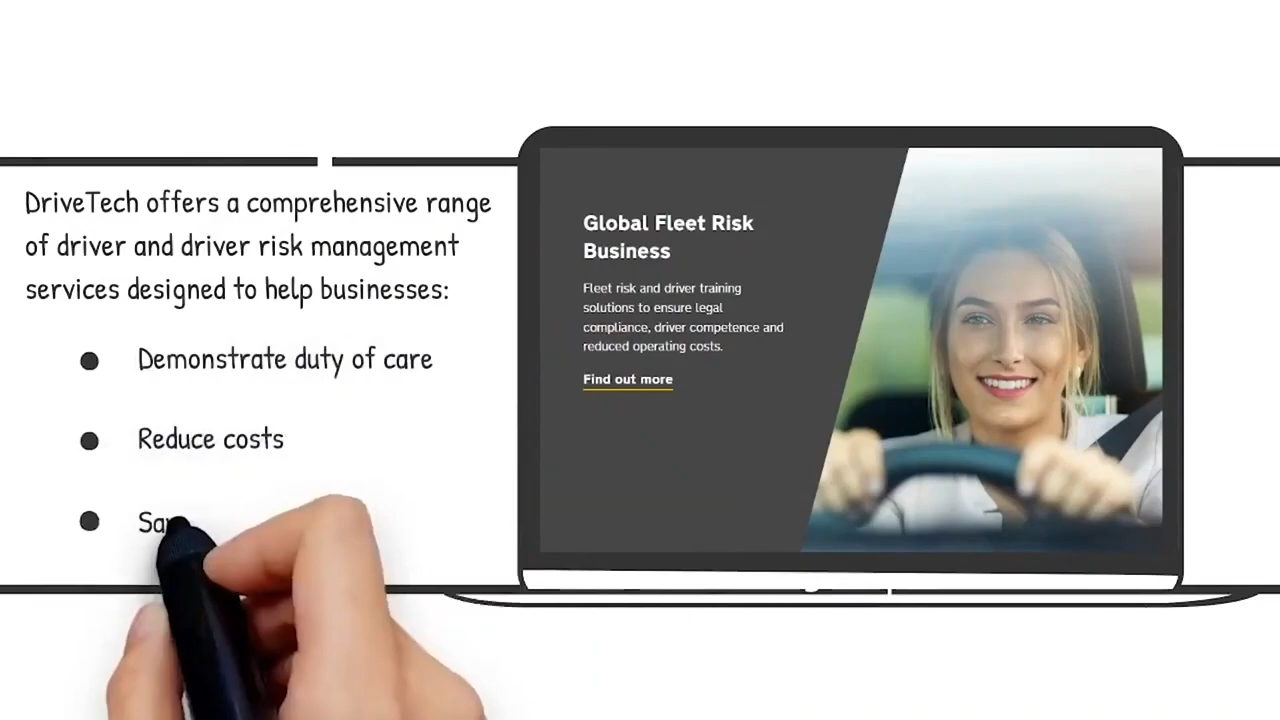 DriveTech offers a comprehensive range
of driver and driver risk management
services designed to help businesses:
Demonstrate duty of care
Reduce costs
Global Fleet Risk
Business
Fleet risk and driver training
solutions to ensure legal
compliance, driver competence and
reduced operating costs.
Find out more